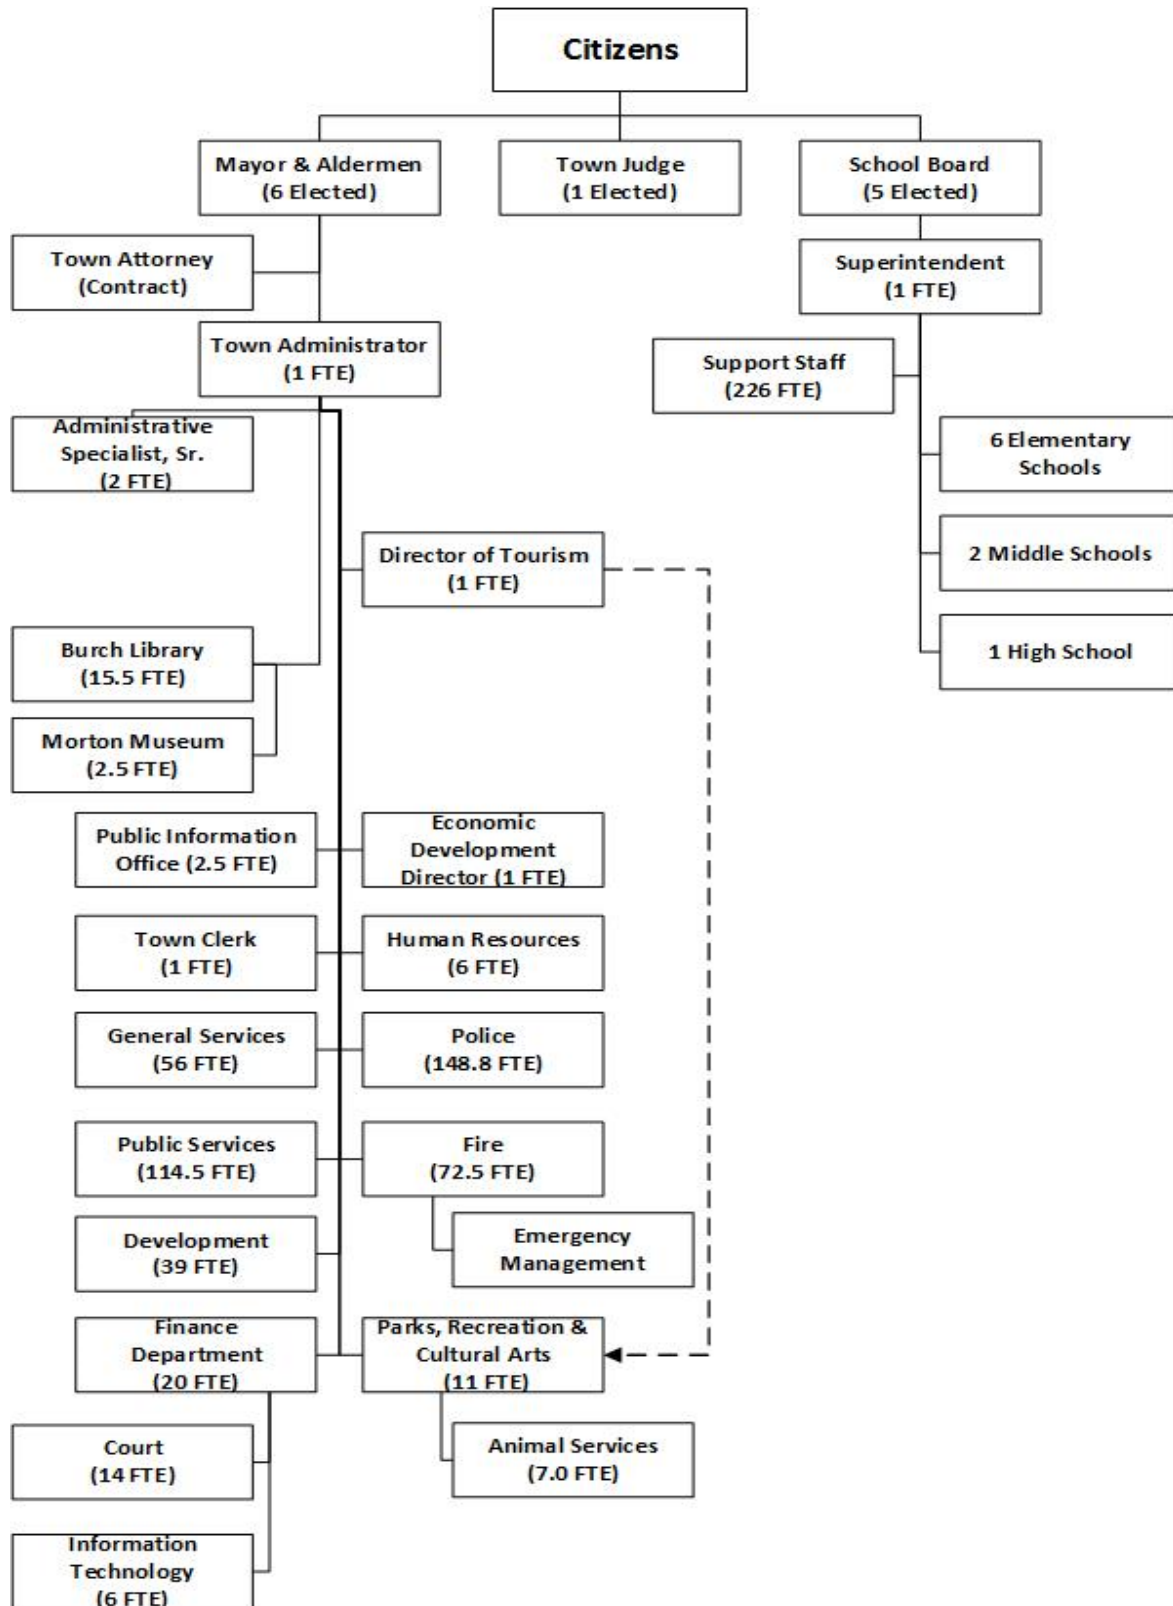 Citizens
Mayor & Aldermen
(6 Elected)
Town Judge
(1 Elected)
School Board
(5 Elected)
Town Attorney
(Contract)
Superintendent
(1 FTE)
Town Administrator
(1 FTE)
Support Staff
(226 FTE)
Administrative
Specialist, Sr.
(2 FTE)
6 Elementary
Schools
2 Middle Schools
Director of Tourism
(1 FTE)
1 High School
Burch Library
(15.5 FTE)
Morton Museum
(2.5 FTE)
Public Information
Office (2.5 FTE)
Economic
Development
Director (1 FTE)
Town Clerk
(1 FTE)
Human Resources
(6 FTE)
General Services
(56 FTE)
Police
(148.8 FTE)
Public Services
(114.5 FTE)
Fire
(72.5 FTE)
Emergency
Management
Development
(39 FTE)
Finance
Department
(20 FTE)
Parks, Recreation &
Cultural Arts
(11 FTE)
Court
(14 FTE)
Animal Services
(7.0 FTE)
Information
Technology
(6 FTE)